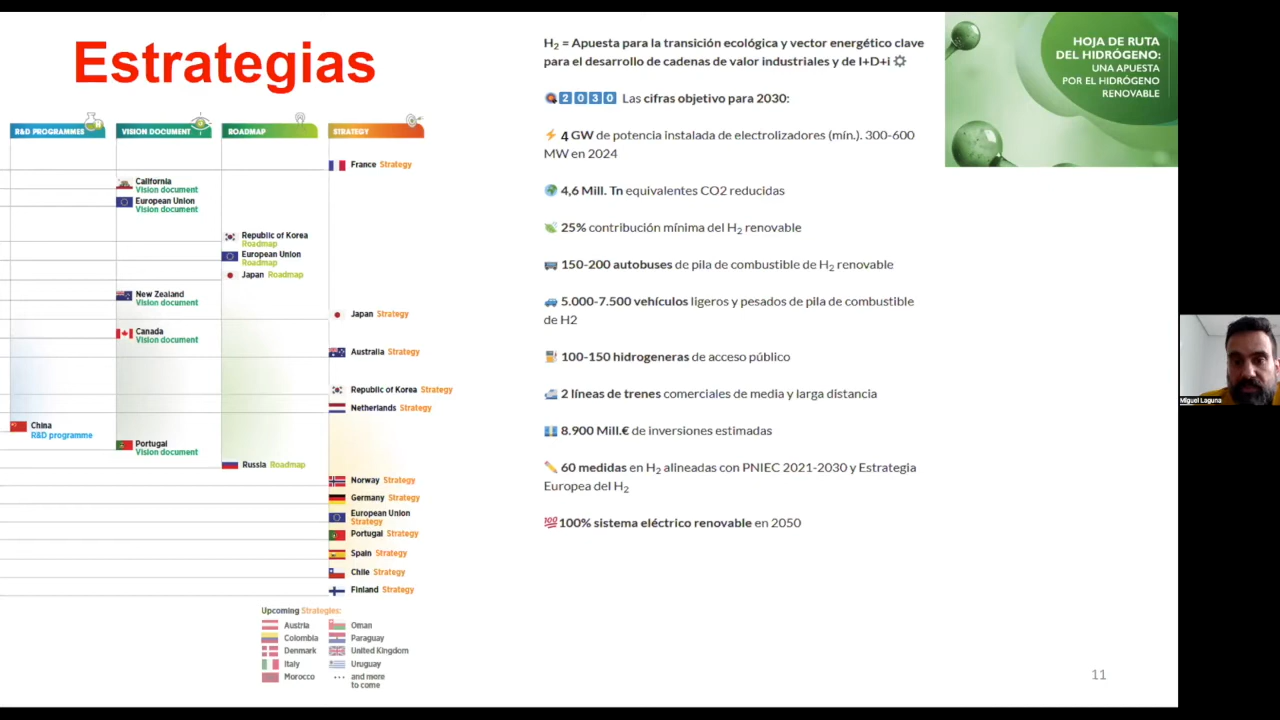 Estrategias
R&D PROGRAMMES
VISION DOCUMENT
ROADMAP
STRATEGY
France Strategy
California
Vision document
European Union
Vision document
Republic of Korea
Roadmap
European Union
Roadmap
Japan Roadmap
New Zealand
Vision document
Japan Strategy
Canada
Vision document
Australia Strategy
Republic of Korea Strategy
Netherlands Strategy
China
R&D programme
Portugal
Vision document
Russia Roadmap
Norway Strategy
Germany Strategy
European Union
Strategy
Portugal Strategy
Spain Strategy
Chile Strategy
Finland Strategy
Upcoming Strategies:
Austria
Colombia
Denmark
Italy
Morocco
Oman
Paraguay
United Kingdom
Uruguay
... and more
to come
H₂ = Apuesta para la transición ecológica y vector energético clave
para el desarrollo de cadenas de valor industriales y de I+D+i ⚙
🎯2️⃣0️⃣3️⃣0️⃣ Las cifras objetivo para 2030:
⚡ 4 GW de potencia instalada de electrolizadores (mín.). 300-600
MW en 2024
🌍 4,6 Mill. Tn equivalentes CO2 reducidas
🍃 25% contribución mínima del H₂ renovable
🚌 150-200 autobuses de pila de combustible de H₂ renovable
🚙 5.000-7.500 vehículos ligeros y pesados de pila de combustible
de H2
⛽ 100-150 hidrogeneras de acceso público
🚅 2 líneas de trenes comerciales de media y larga distancia
💶 8.900 Mill.€ de inversiones estimadas
✏️ 60 medidas en H₂ alineadas con PNIEC 2021-2030 y Estrategia
Europea del H₂
💯100% sistema eléctrico renovable en 2050
HOJA DE RUTA
DEL HIDRÓGENO:
UNA APUESTA
POR EL HIDRÓGENO
RENOVABLE
Miguel Laguna
11